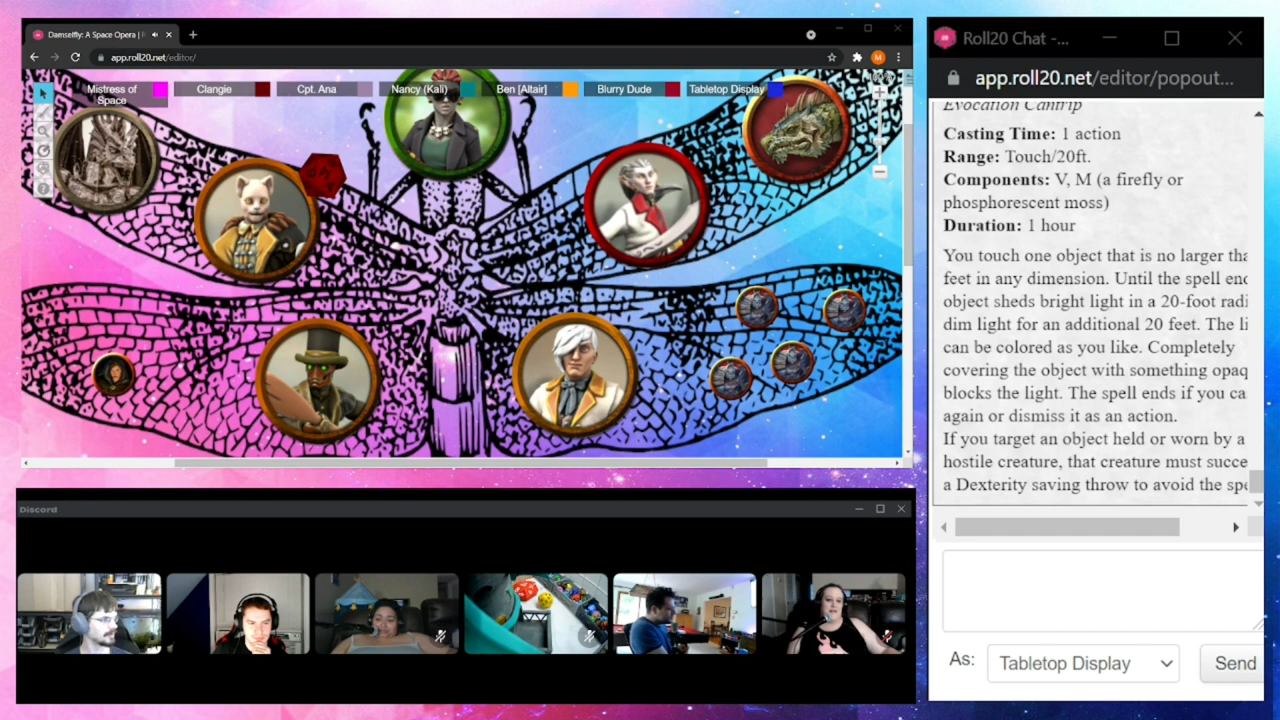 Damselfly: A Space Opera |
app.roll20.net/editor/
Mistress of Space
Clangie
Cpt. Ana
Nancy (Kali)
Ben [Altair]
Blurry Dude
Tabletop Display
Discord
Roll20 Chat -...
app.roll20.net/editor/popout...
Evocation Cantrip
Casting Time: 1 action
Range: Touch/20ft.
Components: V, M (a firefly or
phosphorescent moss)
Duration: 1 hour
You touch one object that is no larger tha
feet in any dimension. Until the spell end
object sheds bright light in a 20-foot radi
dim light for an additional 20 feet. The li
can be colored as you like. Completely
covering the object with something opaq
blocks the light. The spell ends if you ca
again or dismiss it as an action.
If you target an object held or worn by a
hostile creature, that creature must succe
a Dexterity saving throw to avoid the spe
As:
Tabletop Display
Send